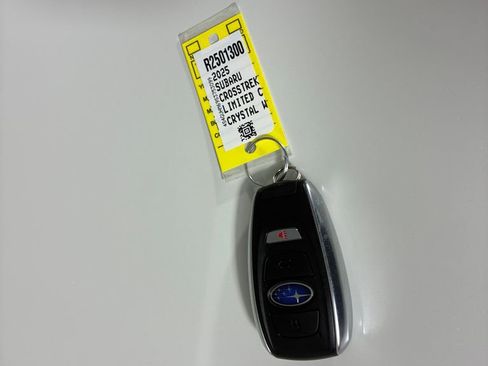 R2501300
2025
SUBARU
CROSSTREK
LIMITED C
CRYSTAL W